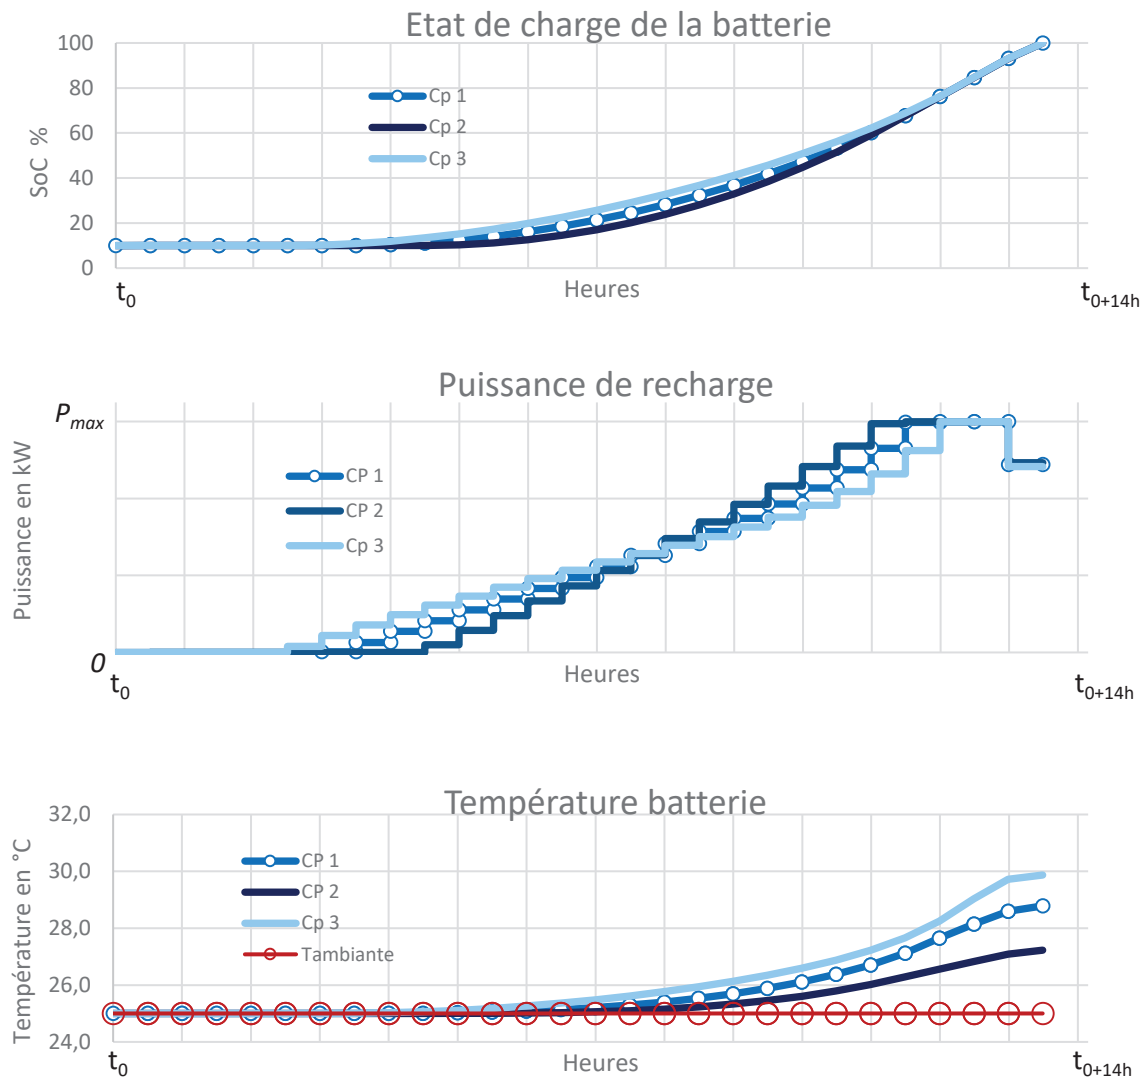 Etat de charge de la batterie
100
80
60
40
20
0
SoC %
Cp 1
Cp 2
Cp 3
t0
Heures
t0+14h
Puissance de recharge
Pmax
0
Puissance en kW
CP 1
CP 2
Cp 3
t0
Heures
t0+14h
Température batterie
32,0
30,0
28,0
26,0
24,0
Température en °C
CP 1
CP 2
Cp 3
Tambiante
t0
Heures
t0+14h